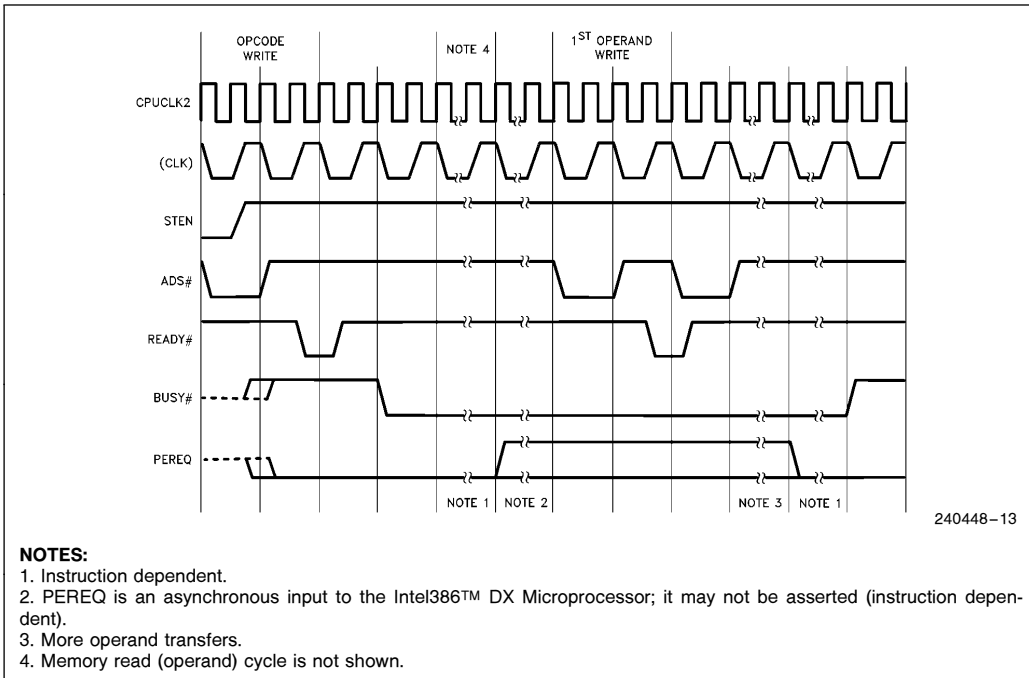 OPCODE
WRITE
NOTE 4
1ST OPERAND
WRITE
CPUCLK2
(CLK)
STEN
ADS#
READY#
BUSY#
PEREQ
NOTE 1 NOTE 2 NOTE 3 NOTE 1
240448–13
NOTES:
1. Instruction dependent.
2. PEREQ is an asynchronous input to the Intel386™ DX Microprocessor; it may not be asserted (instruction depen-
dent).
3. More operand transfers.
4. Memory read (operand) cycle is not shown.